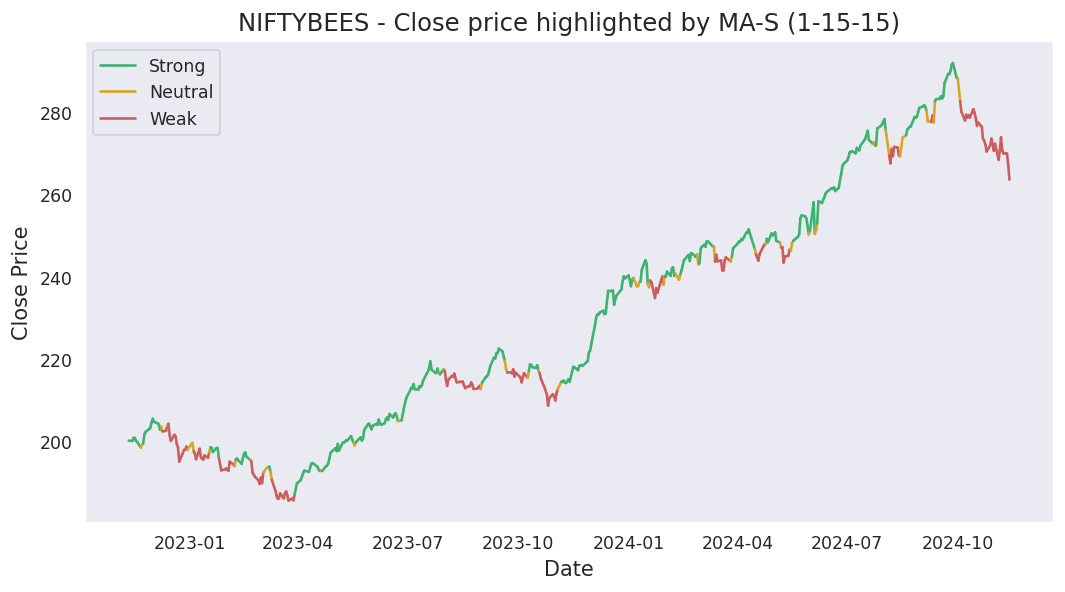 NIFTYBEES - Close price highlighted by MA-S (1-15-15)
Strong
Neutral
Weak
280
260
240
220
200
Close Price
2023-01 2023-04 2023-07 2023-10 2024-01 2024-04 2024-07 2024-10
Date